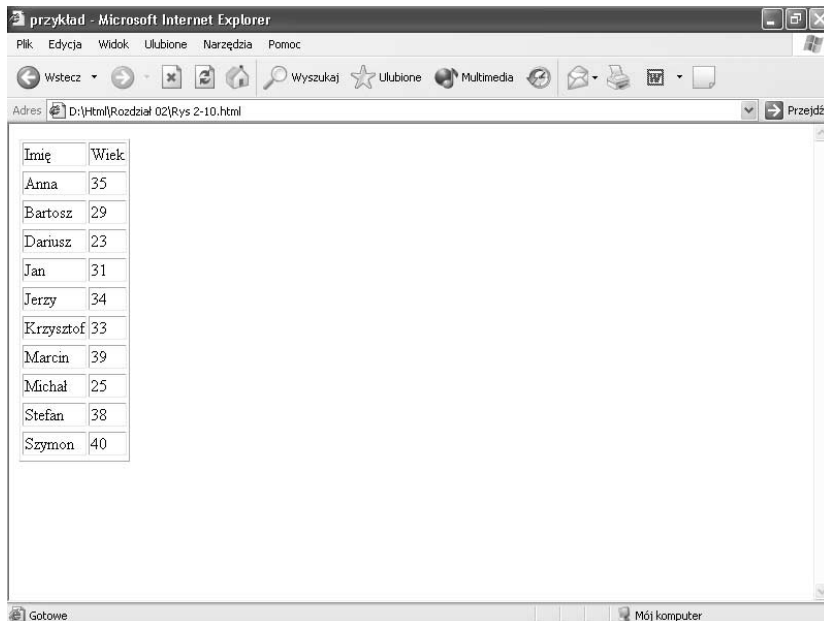 przykład - Microsoft Internet Explorer
Plik Edycja Widok Ulubione Narzędzia Pomoc
Wstecz Wyszukaj Ulubione Multimedia
Adres D:\Html\Rozdział 02\Rys 2-10.html Przejdź
Imię Wiek
Anna 35
Bartosz 29
Dariusz 23
Jan 31
Jerzy 34
Krzysztof 33
Marcin 39
Michał 25
Stefan 38
Szymon 40
Gotowe Mój komputer